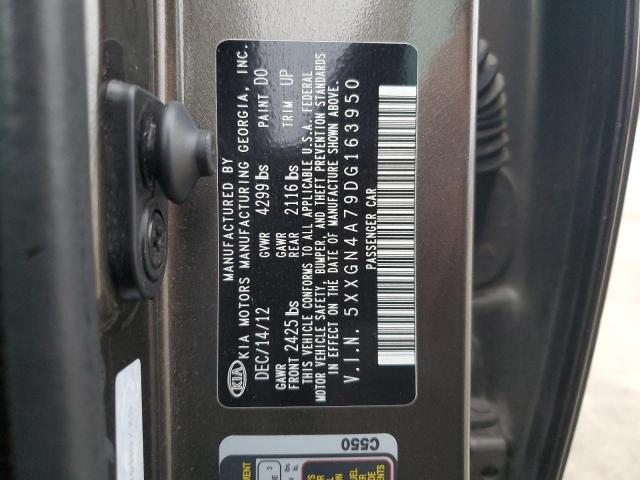 MANUFACTURED BY
KIA KIA MOTORS MANUFACTURING GEORGIA, INC.
DEC/14/12 GVWR 4299 lbs PAINT DO
GAWR FRONT 2425 lbs GAWR REAR 2116 lbs TRIM UP
THIS VEHICLE CONFORMS TO ALL APPLICABLE U.S.A. FEDERAL
MOTOR VEHICLE SAFETY, BUMPER, AND THEFT PREVENTION STANDARDS
IN EFFECT ON THE DATE OF MANUFACTURE SHOWN ABOVE.
V.I.N. 5XXGN4A79DG163950
PASSENGER CAR
C550